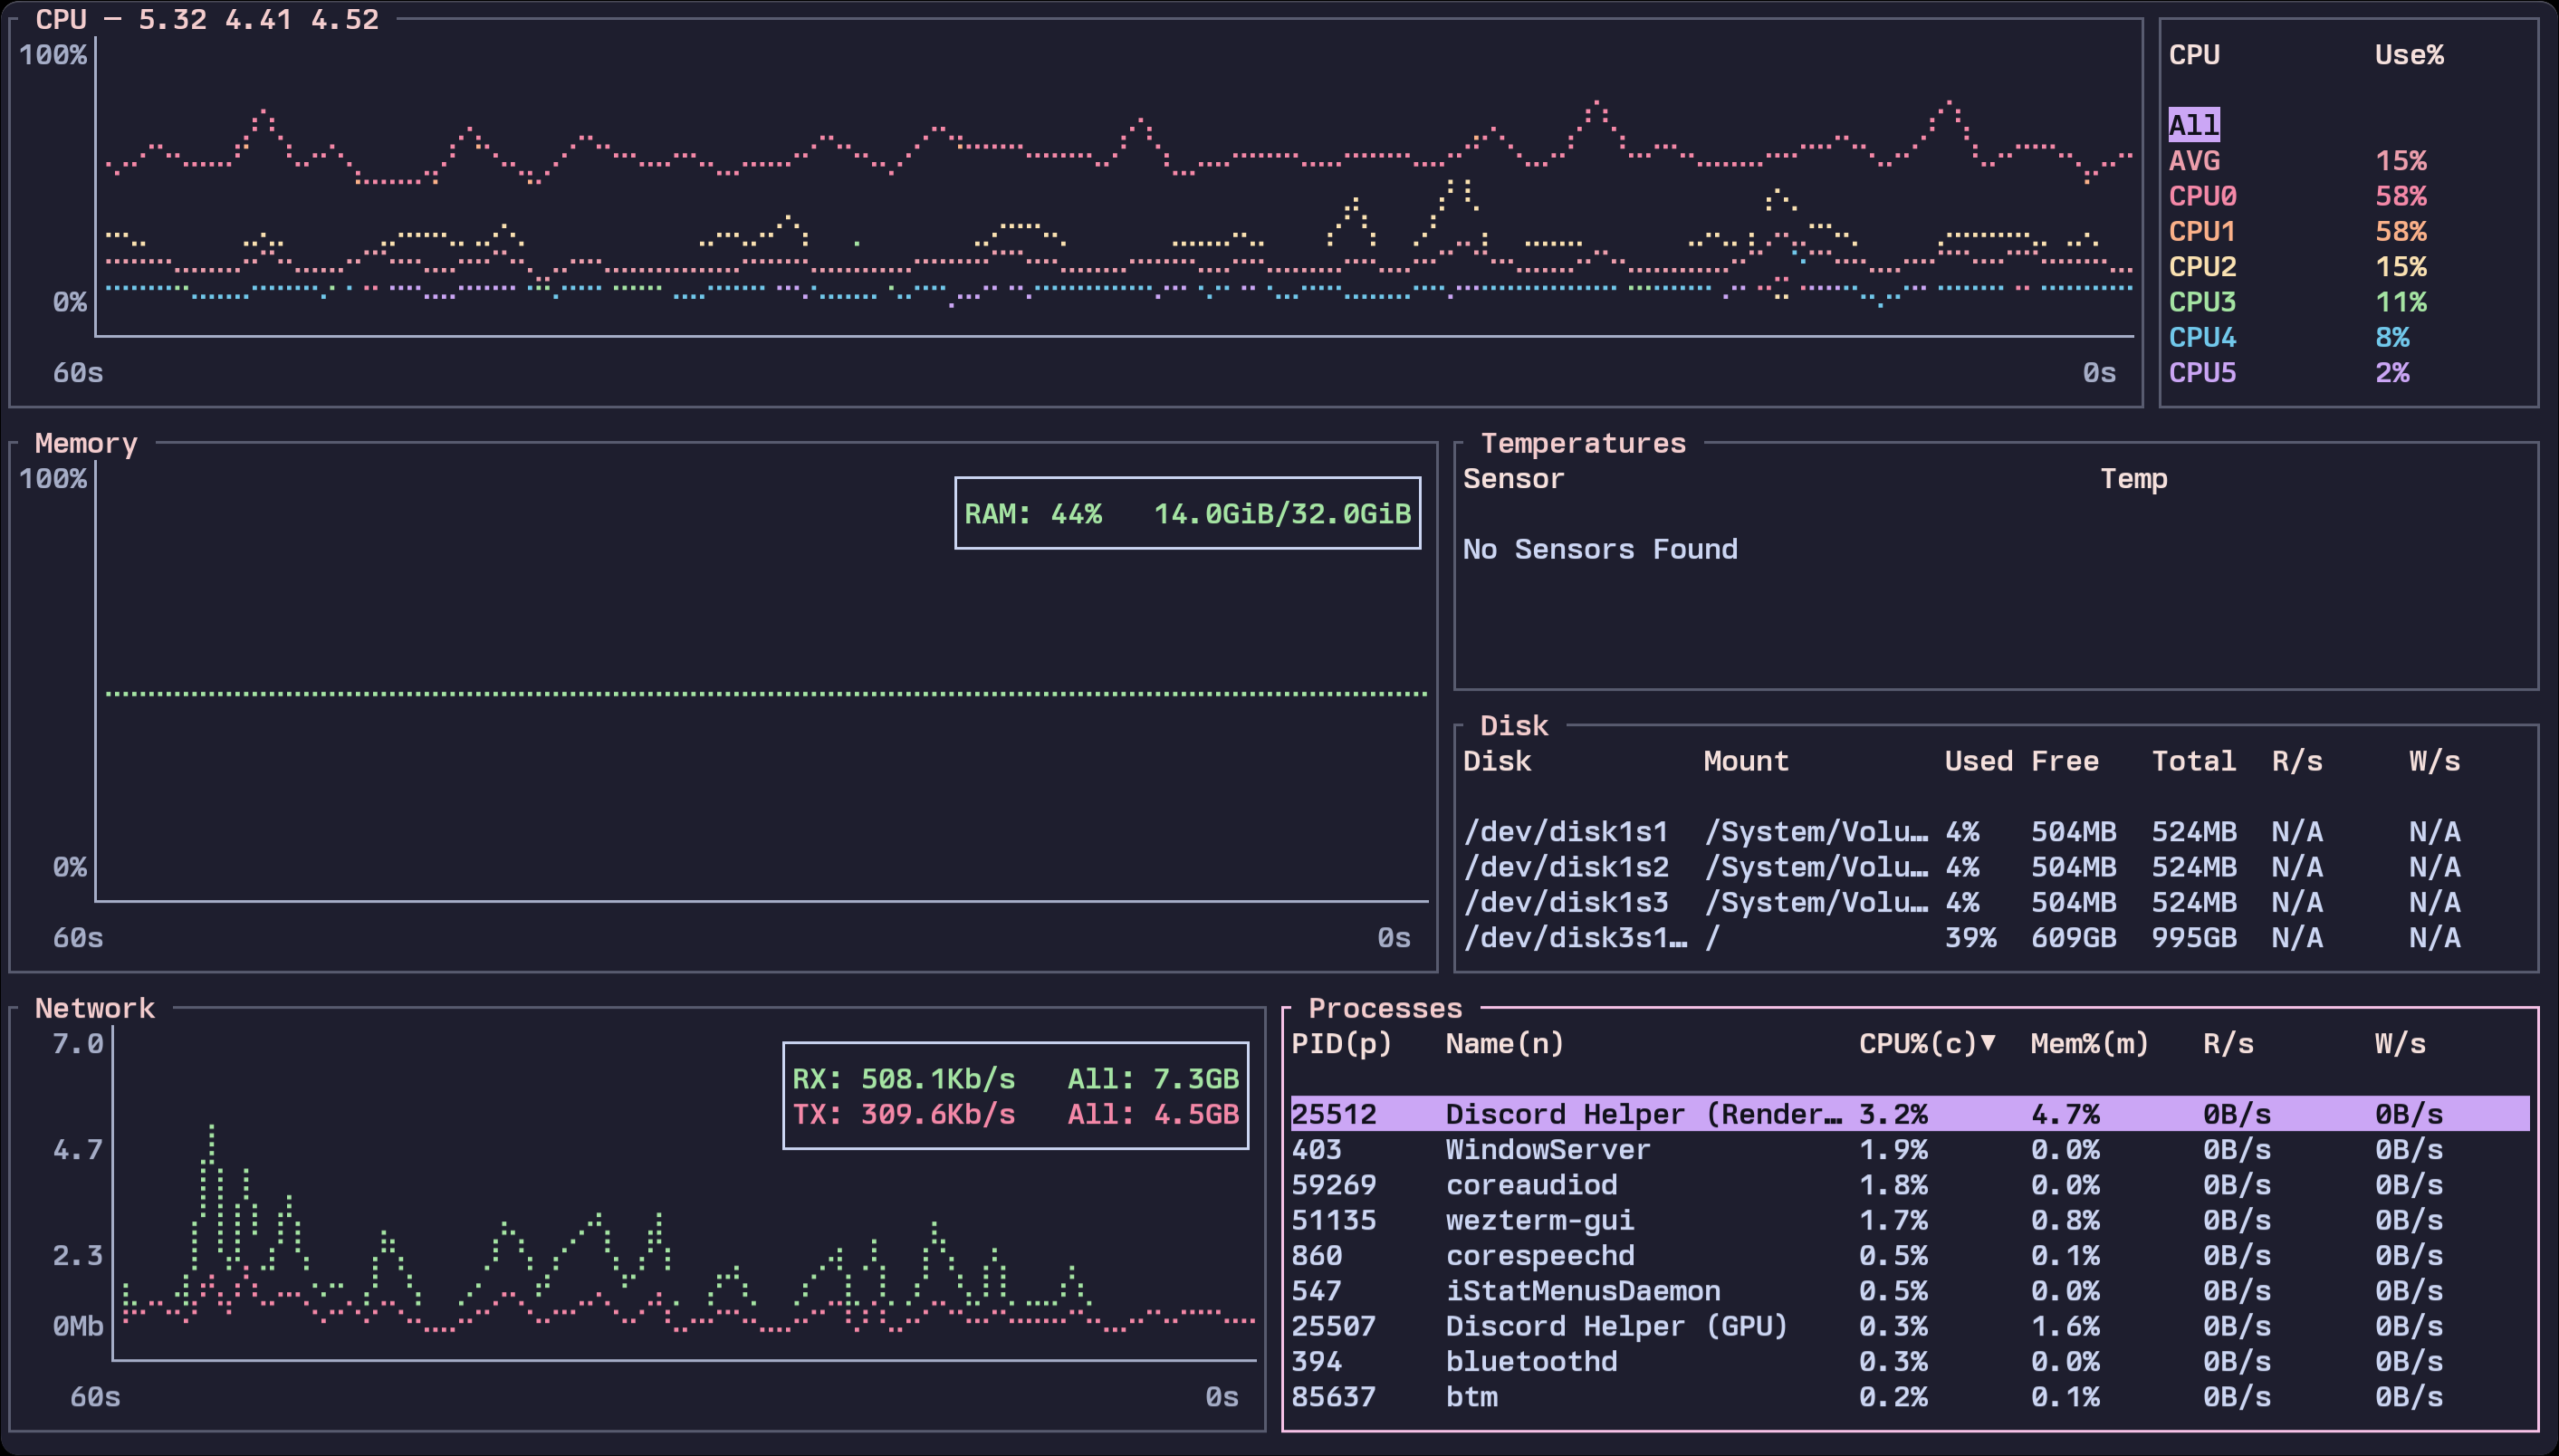 CPU — 5.32 4.41 4.52
100%
0%
60s 0s
CPU Use%
All
AVG 15%
CPU0 58%
CPU1 58%
CPU2 15%
CPU3 11%
CPU4 8%
CPU5 2%
Memory
100%
RAM: 44% 14.0GiB/32.0GiB
0%
60s 0s
Temperatures
Sensor Temp
No Sensors Found
Disk
Disk Mount Used Free Total R/s W/s
/dev/disk1s1 /System/Volu… 4% 504MB 524MB N/A N/A
/dev/disk1s2 /System/Volu… 4% 504MB 524MB N/A N/A
/dev/disk1s3 /System/Volu… 4% 504MB 524MB N/A N/A
/dev/disk3s1… / 39% 609GB 995GB N/A N/A
Network
7.0
RX: 508.1Kb/s All: 7.3GB
TX: 309.6Kb/s All: 4.5GB
4.7
2.3
0Mb
60s 0s
Processes
PID(p) Name(n) CPU%(c)▼ Mem%(m) R/s W/s
25512 Discord Helper (Render… 3.2% 4.7% 0B/s 0B/s
403 WindowServer 1.9% 0.0% 0B/s 0B/s
59269 coreaudiod 1.8% 0.0% 0B/s 0B/s
51135 wezterm-gui 1.7% 0.8% 0B/s 0B/s
860 corespeechd 0.5% 0.1% 0B/s 0B/s
547 iStatMenusDaemon 0.5% 0.0% 0B/s 0B/s
25507 Discord Helper (GPU) 0.3% 1.6% 0B/s 0B/s
394 bluetoothd 0.3% 0.0% 0B/s 0B/s
85637 btm 0.2% 0.1% 0B/s 0B/s